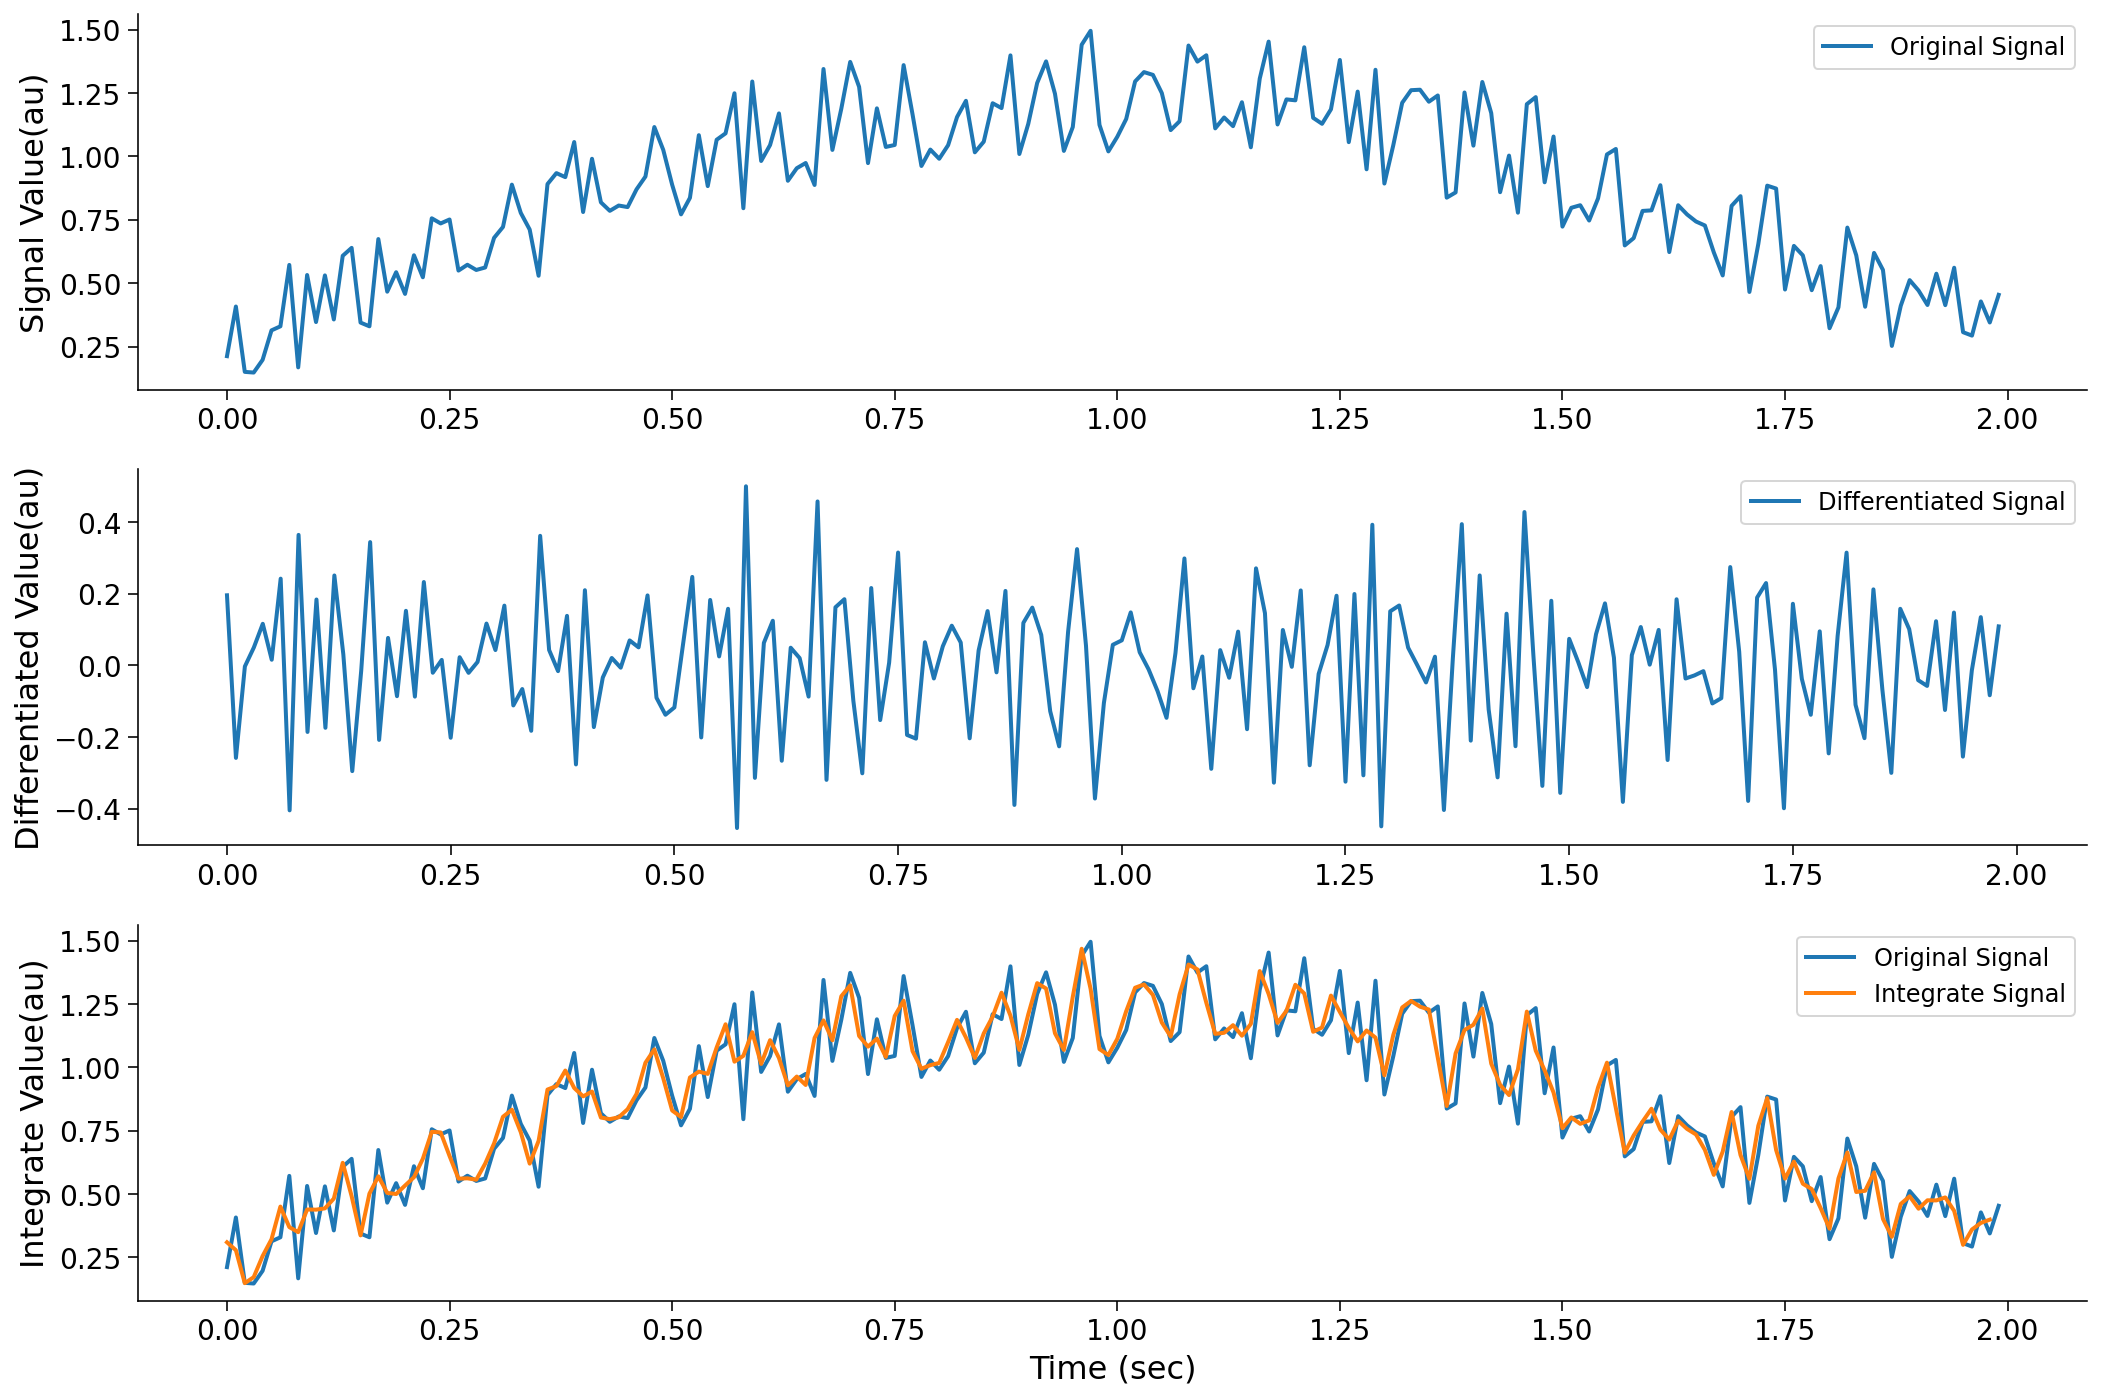 Signal Value(au)
1.50
1.25
1.00
0.75
0.50
0.25
Original Signal
0.00 0.25 0.50 0.75 1.00 1.25 1.50 1.75 2.00
Differentiated Value(au)
0.4
0.2
0.0
−0.2
−0.4
Differentiated Signal
0.00 0.25 0.50 0.75 1.00 1.25 1.50 1.75 2.00
Integrate Value(au)
1.50
1.25
1.00
0.75
0.50
0.25
Original Signal
Integrate Signal
0.00 0.25 0.50 0.75 1.00 1.25 1.50 1.75 2.00
Time (sec)